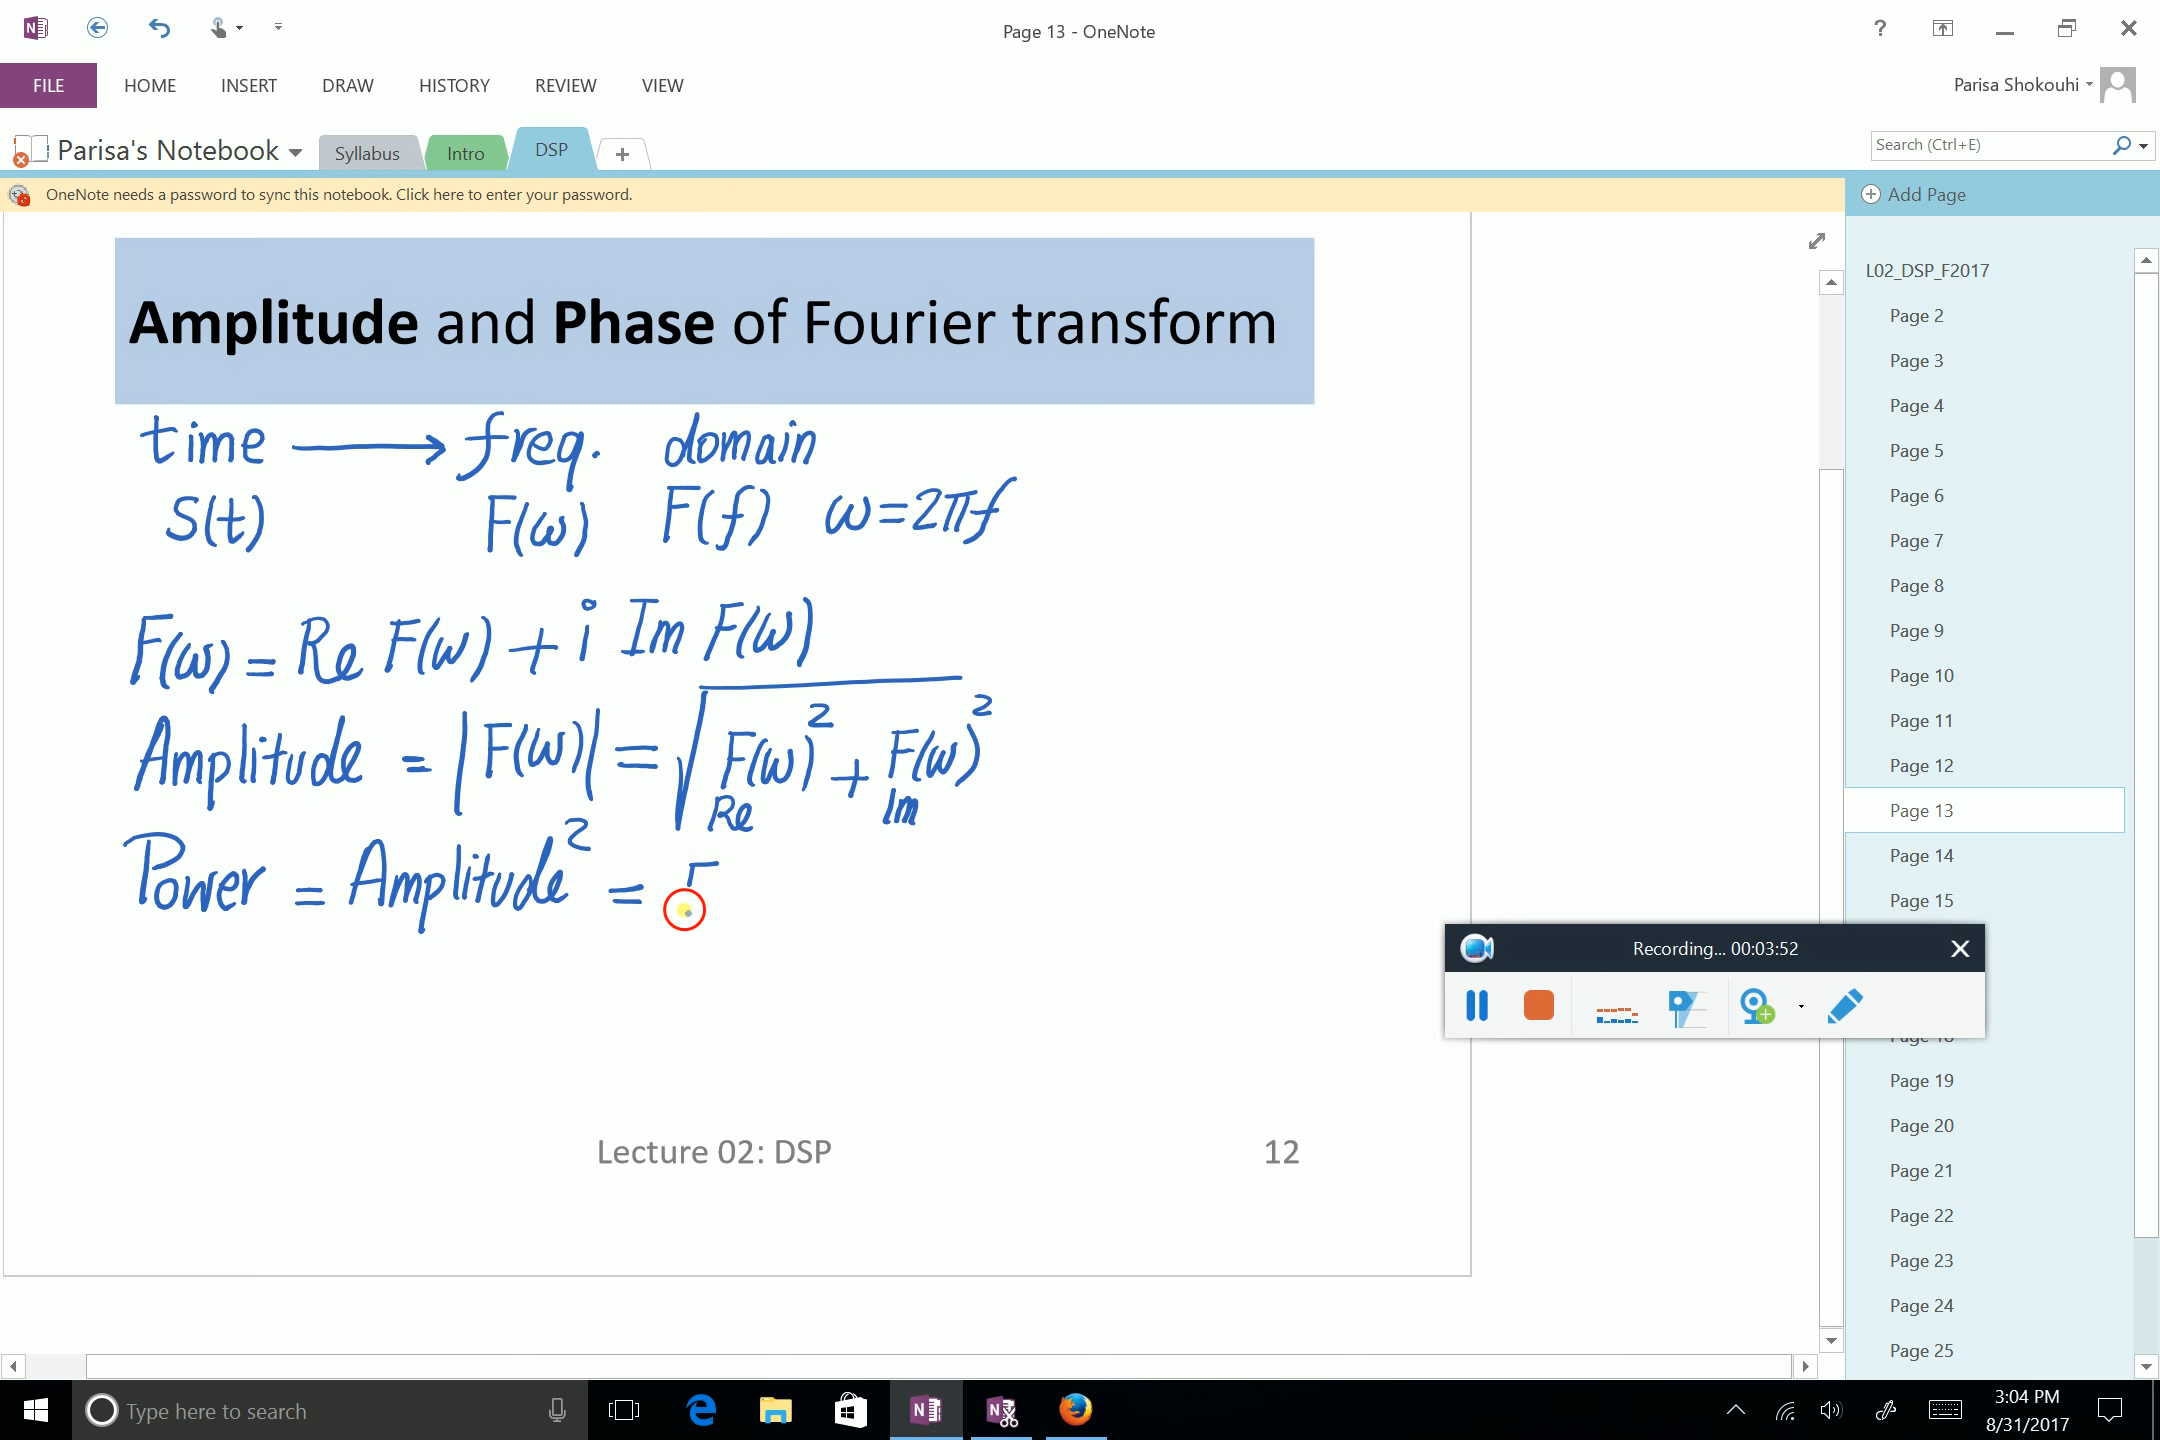 Page 13 - OneNote
?
FILE HOME INSERT DRAW HISTORY REVIEW VIEW
Parisa Shokouhi
Parisa's Notebook Syllabus Intro DSP +
Search (Ctrl+E)
OneNote needs a password to sync this notebook. Click here to enter your password.
Add Page
Amplitude and Phase of Fourier transform
time → freq. domain
S(t) F(ω) F(f) ω=2πf
F(ω) = Re F(ω) + i Im F(ω)
Amplitude = |F(ω)| = √ F(ω)² + F(ω)²
Re Im
Power = Amplitude² =
Lecture 02: DSP 12
L02_DSP_F2017
Page 2
Page 3
Page 4
Page 5
Page 6
Page 7
Page 8
Page 9
Page 10
Page 11
Page 12
Page 13
Page 14
Page 15
Recording... 00:03:52
Page 19
Page 20
Page 21
Page 22
Page 23
Page 24
Page 25
Type here to search
3:04 PM
8/31/2017